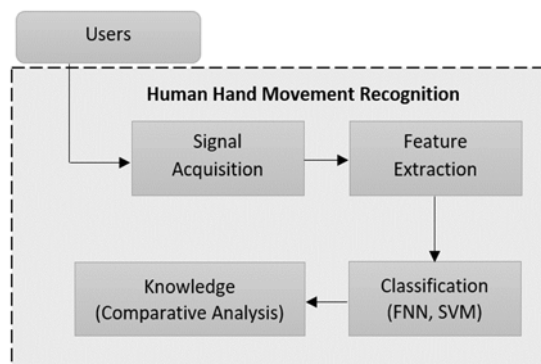 Users
Human Hand Movement Recognition
Signal
Acquisition
Feature
Extraction
Knowledge
(Comparative Analysis)
Classification
(FNN, SVM)